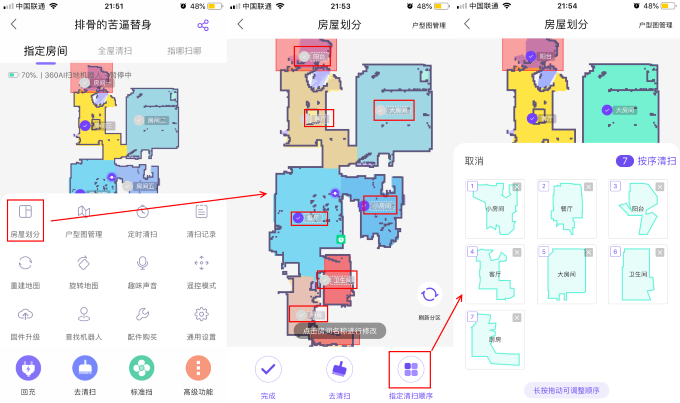 中国联通 21:51 48%
排骨的苦逼替身
指定房间 全屋清扫 指哪扫哪
70%. | 360AI扫地机器人 暂停中
房间二
房间五
房屋划分 户型图管理 定时清扫 清扫记录
重建地图 旋转地图 趣味声音 遥控模式
固件升级 查找机器人 配件购买 通用设置
回充 去清扫 标准挡 高级功能
中国联通 21:53 48%
房屋划分 户型图管理
阳台
大房间
小房间
卫生间
刷新分区
点击房间名称进行修改
完成 去清扫 指定清扫顺序
中国联通 21:54 48%
房屋划分 户型图管理
阳台
大房间
取消 7 按序清扫
1 2 3
小房间 餐厅 阳台
4 5 6
客厅 大房间 卫生间
7
厨房
长按拖动可调整顺序